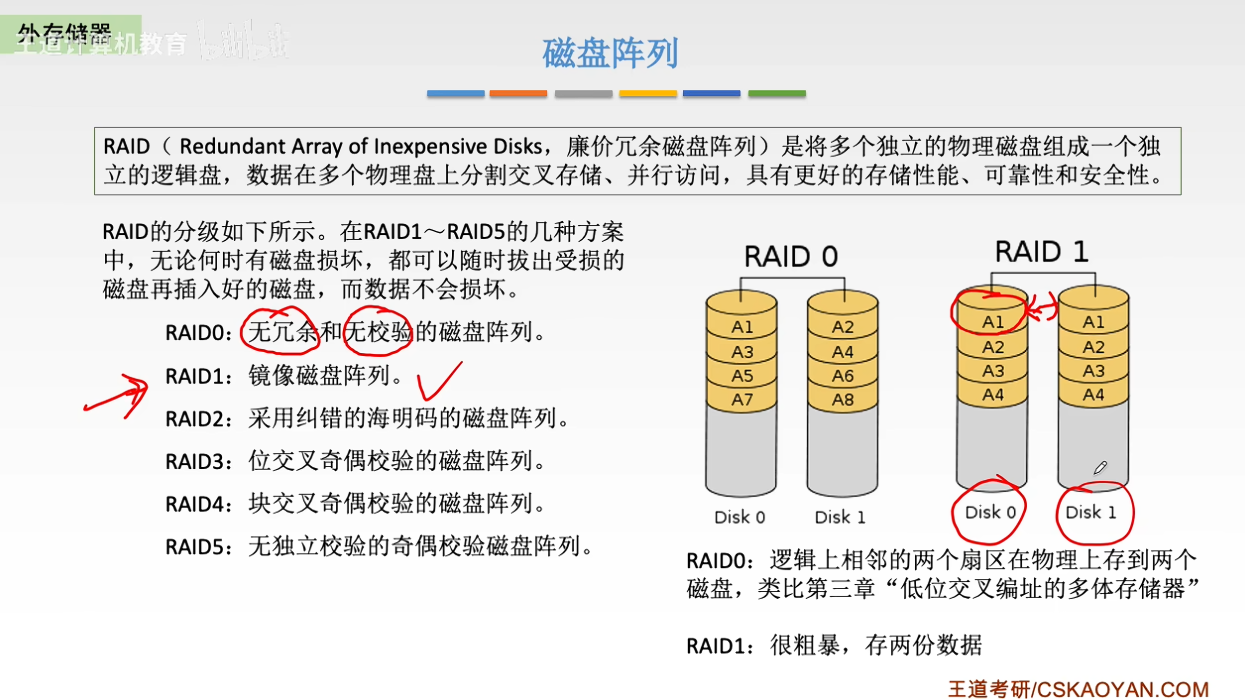 外存储器
王道计算机教育
bilibili
磁盘阵列
RAID（ Redundant Array of Inexpensive Disks，廉价冗余磁盘阵列）是将多个独立的物理磁盘组成一个独
立的逻辑盘，数据在多个物理盘上分割交叉存储、并行访问，具有更好的存储性能、可靠性和安全性。
RAID的分级如下所示。在RAID1～RAID5的几种方案
中，无论何时有磁盘损坏，都可以随时拔出受损的
磁盘再插入好的磁盘，而数据不会损坏。
RAID0：无冗余和无校验的磁盘阵列。
RAID1：镜像磁盘阵列。
RAID2：采用纠错的海明码的磁盘阵列。
RAID3：位交叉奇偶校验的磁盘阵列。
RAID4：块交叉奇偶校验的磁盘阵列。
RAID5：无独立校验的奇偶校验磁盘阵列。
RAID 0
A1
A3
A5
A7
Disk 0
A2
A4
A6
A8
Disk 1
RAID 1
A1
A2
A3
A4
Disk 0
A1
A2
A3
A4
Disk 1
RAID0：逻辑上相邻的两个扇区在物理上存到两个
磁盘，类比第三章“低位交叉编址的多体存储器”
RAID1：很粗暴，存两份数据
王道考研/CSKAOYAN.COM